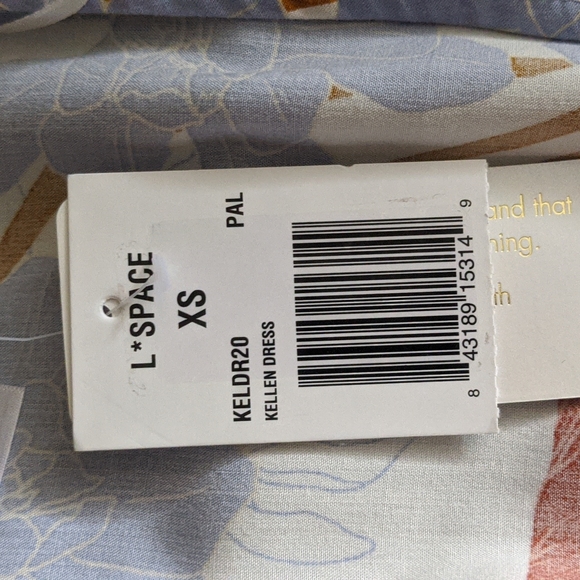 L*SPACE
XS
KELDR20 PAL
KELLEN DRESS
8 43189 15314 9
and that
ning.
th